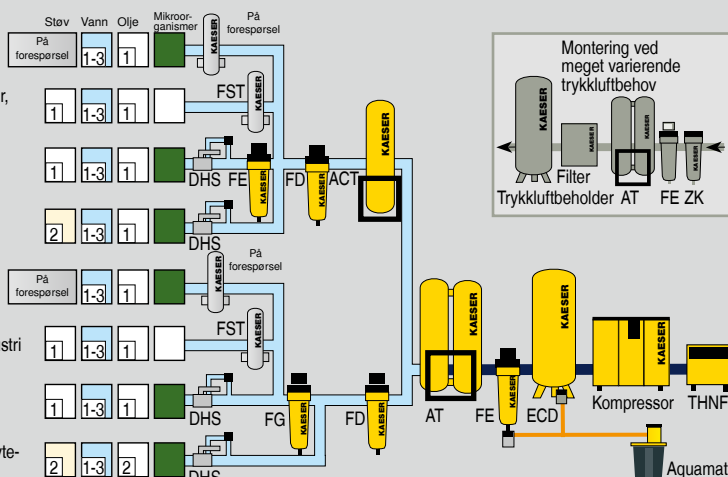 Støv Vann Olje Mikroor-
ganismer
På
forespørsel
På
forespørsel 1-3 1 KAESER
r,
1 1-3 1 FST KAESER
1 1-3 1 DHS FE KAESER FD KAESER ACT KAESER
2 1-3 1 DHS
På
forespørsel
På
forespørsel 1-3 1 KAESER
stri
1 1-3 1 FST KAESER
1 1-3 1 DHS FG KAESER FD KAESER
yte-
2 1-3 2 DHS
Montering ved
meget varierende
trykkluftbehov
KAESER KAESER KAESER KAESER KAESER
Filter
Trykkluftbeholder AT FE ZK
KAESER KAESER KAESER KAESER
AT FE ECD Kompressor THNF
Aquamat